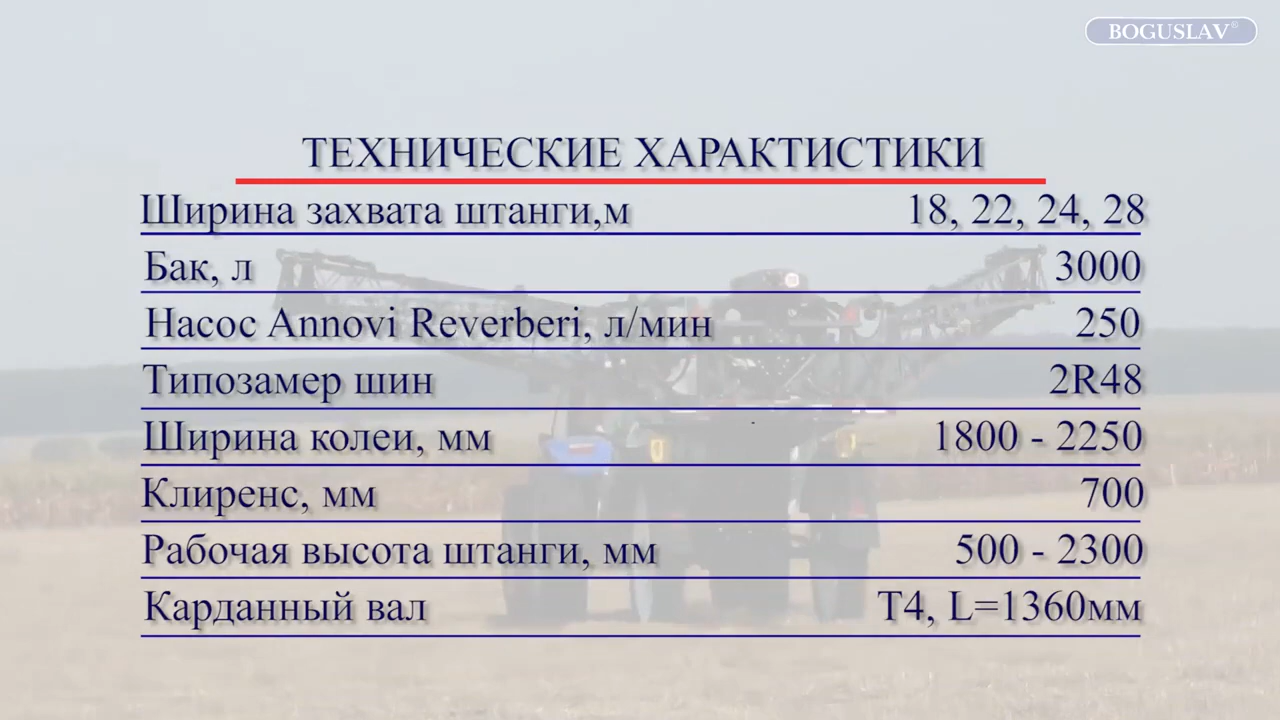 BOGUSLAV®
ТЕХНИЧЕСКИЕ ХАРАКТИСТИКИ
Ширина захвата штанги,м 18, 22, 24, 28
Бак, л 3000
Насос Annovi Reverberi, л/мин 250
Типозамер шин 2R48
Ширина колеи, мм 1800 - 2250
Клиренс, мм 700
Рабочая высота штанги, мм 500 - 2300
Карданный вал Т4, L=1360мм